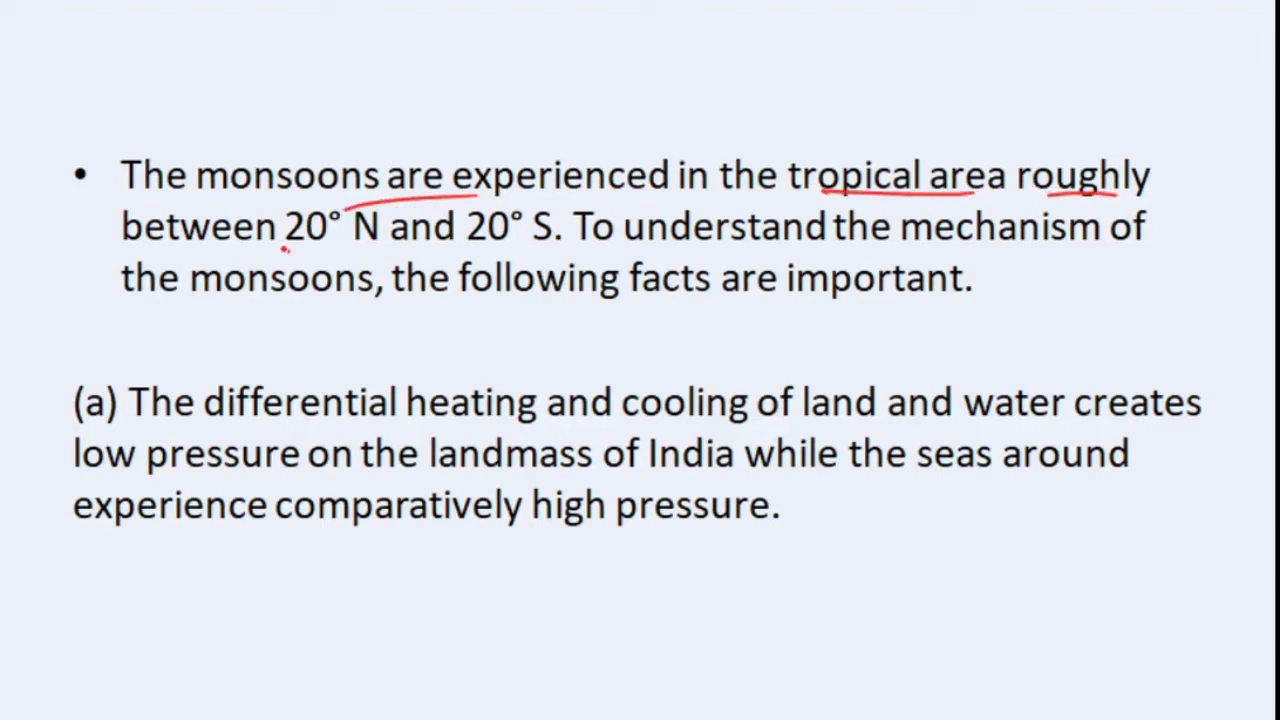 • The monsoons are experienced in the tropical area roughly
between 20° N and 20° S. To understand the mechanism of
the monsoons, the following facts are important.
(a) The differential heating and cooling of land and water creates
low pressure on the landmass of India while the seas around
experience comparatively high pressure.